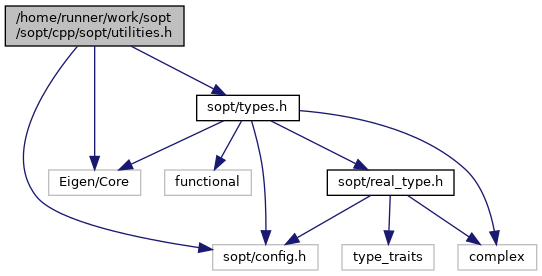 /home/runner/work/sopt
/sopt/cpp/sopt/utilities.h
sopt/types.h
Eigen/Core
functional
sopt/real_type.h
sopt/config.h
type_traits
complex